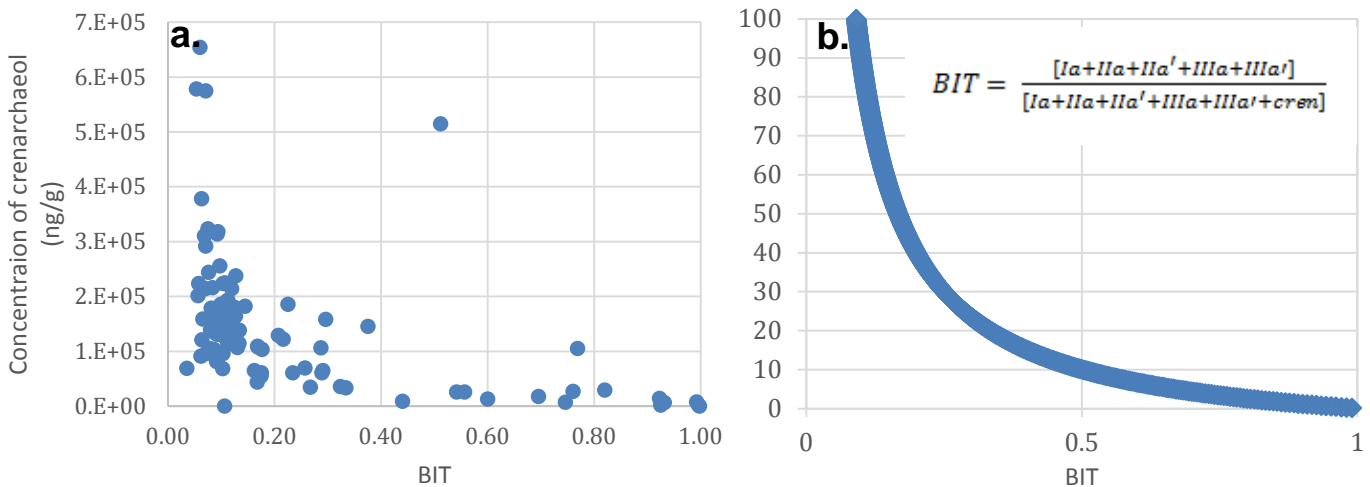 a.
Concentraion of crenarchaeol
(ng/g)
7.E+05
6.E+05
5.E+05
4.E+05
3.E+05
2.E+05
1.E+05
0.E+00
0.00 0.20 0.40 0.60 0.80 1.00
BIT
b.
BIT = [Ia+IIa+IIa'+IIIa+IIIa']
[Ia+IIa+IIa'+IIIa+IIIa'+cren]
100
90
80
70
60
50
40
30
20
10
0
0 0.5 1
BIT